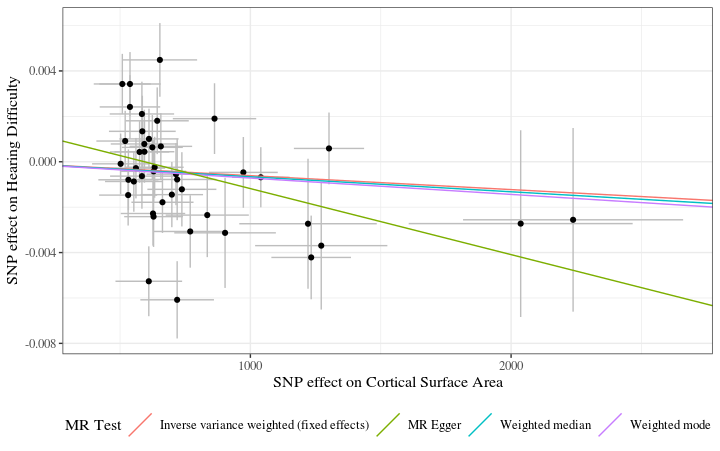 SNP effect on Hearing Difficulty
0.004
0.000
-0.004
-0.008
1000 2000
SNP effect on Cortical Surface Area
MR Test Inverse variance weighted (fixed effects) MR Egger Weighted median Weighted mode